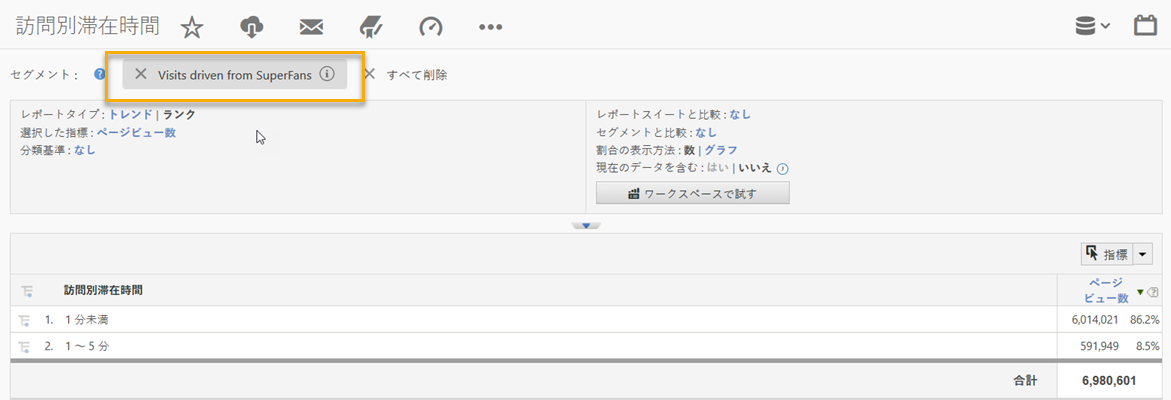 訪問別滞在時間
セグメント : Visits driven from SuperFans すべて削除
レポートタイプ : トレンド | ランク
選択した指標 : ページビュー数
分類基準 : なし
レポートスイートと比較 : なし
セグメントと比較 : なし
割合の表示方法 : 数 | グラフ
現在のデータを含む : はい | いいえ
ワークスペースで試す
指標
訪問別滞在時間
ページ
ビュー数
1. 1 分未満 6,014,021 86.2%
2. 1 ～ 5 分 591,949 8.5%
合計 6,980,601